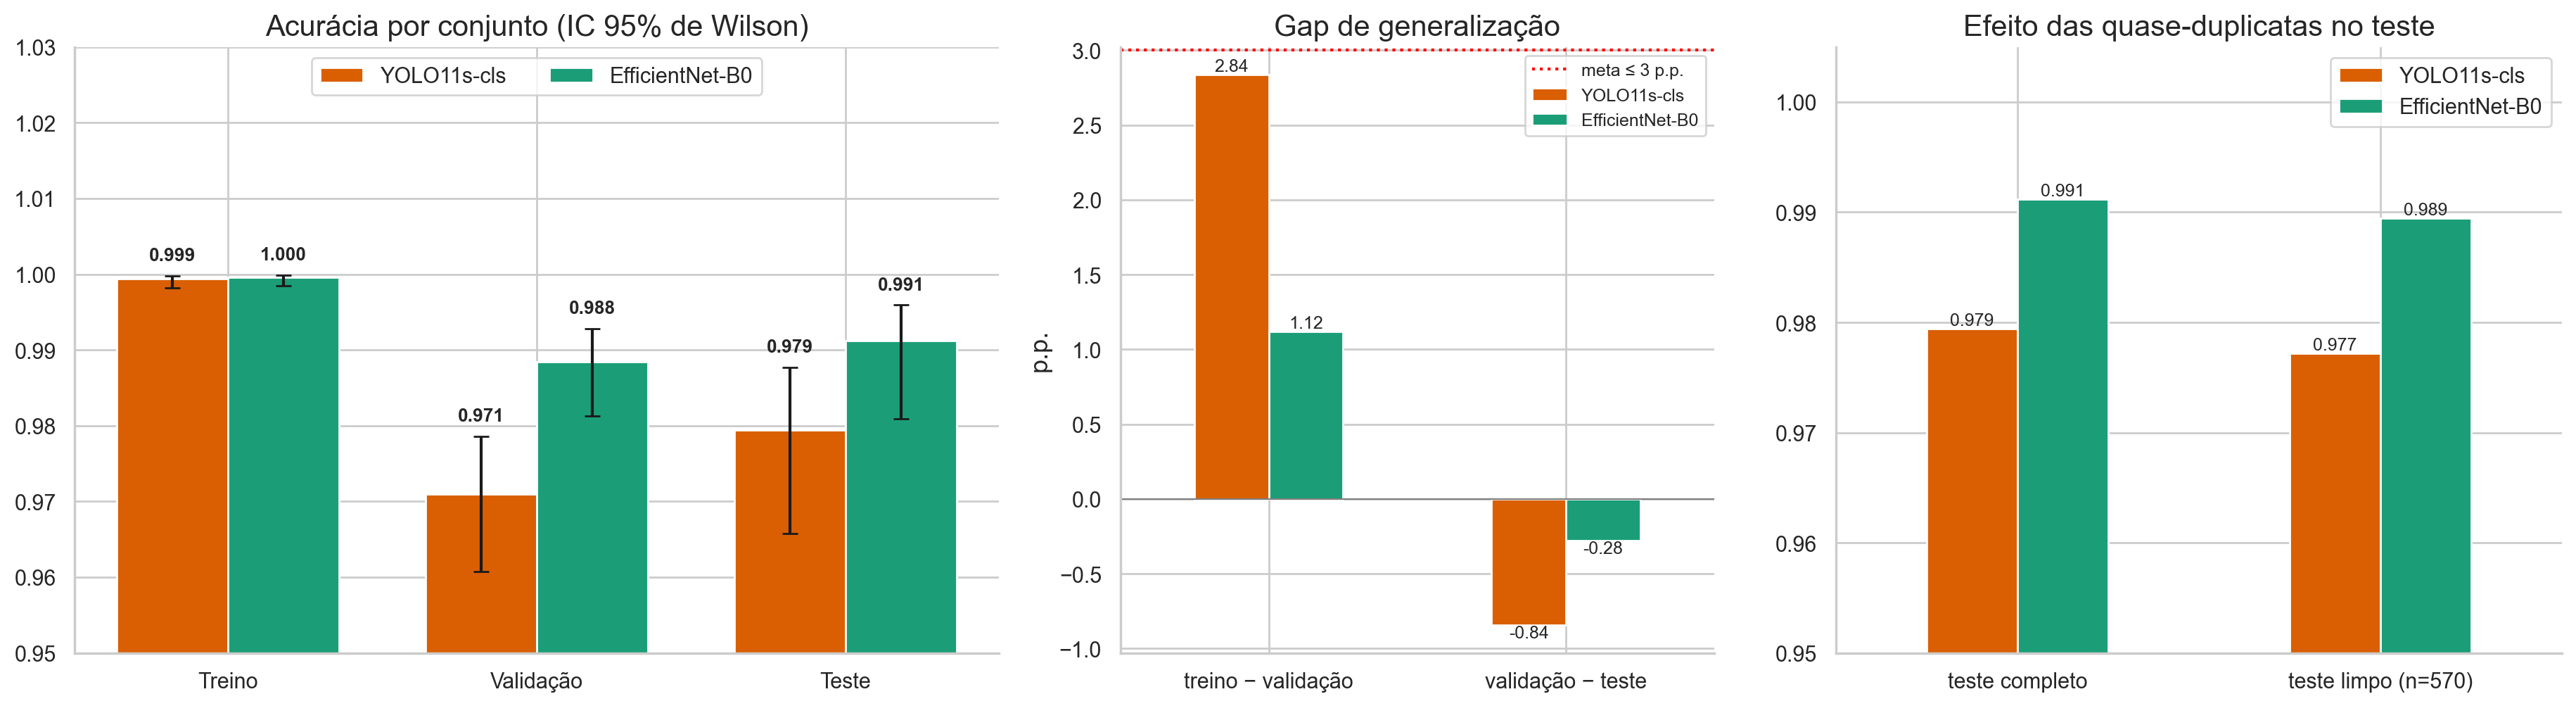 Acurácia por conjunto (IC 95% de Wilson)
YOLO11s-cls
EfficientNet-B0
1.03
1.02
1.01
1.00
0.99
0.98
0.97
0.96
0.95
0.999
1.000
0.971
0.988
0.979
0.991
Treino
Validação
Teste
Gap de generalização
meta ≤ 3 p.p.
YOLO11s-cls
EfficientNet-B0
p.p.
3.0
2.5
2.0
1.5
1.0
0.5
0.0
−0.5
−1.0
2.84
1.12
-0.84
-0.28
treino − validação
validação − teste
Efeito das quase-duplicatas no teste
YOLO11s-cls
EfficientNet-B0
1.00
0.99
0.98
0.97
0.96
0.95
0.979
0.991
0.977
0.989
teste completo
teste limpo (n=570)